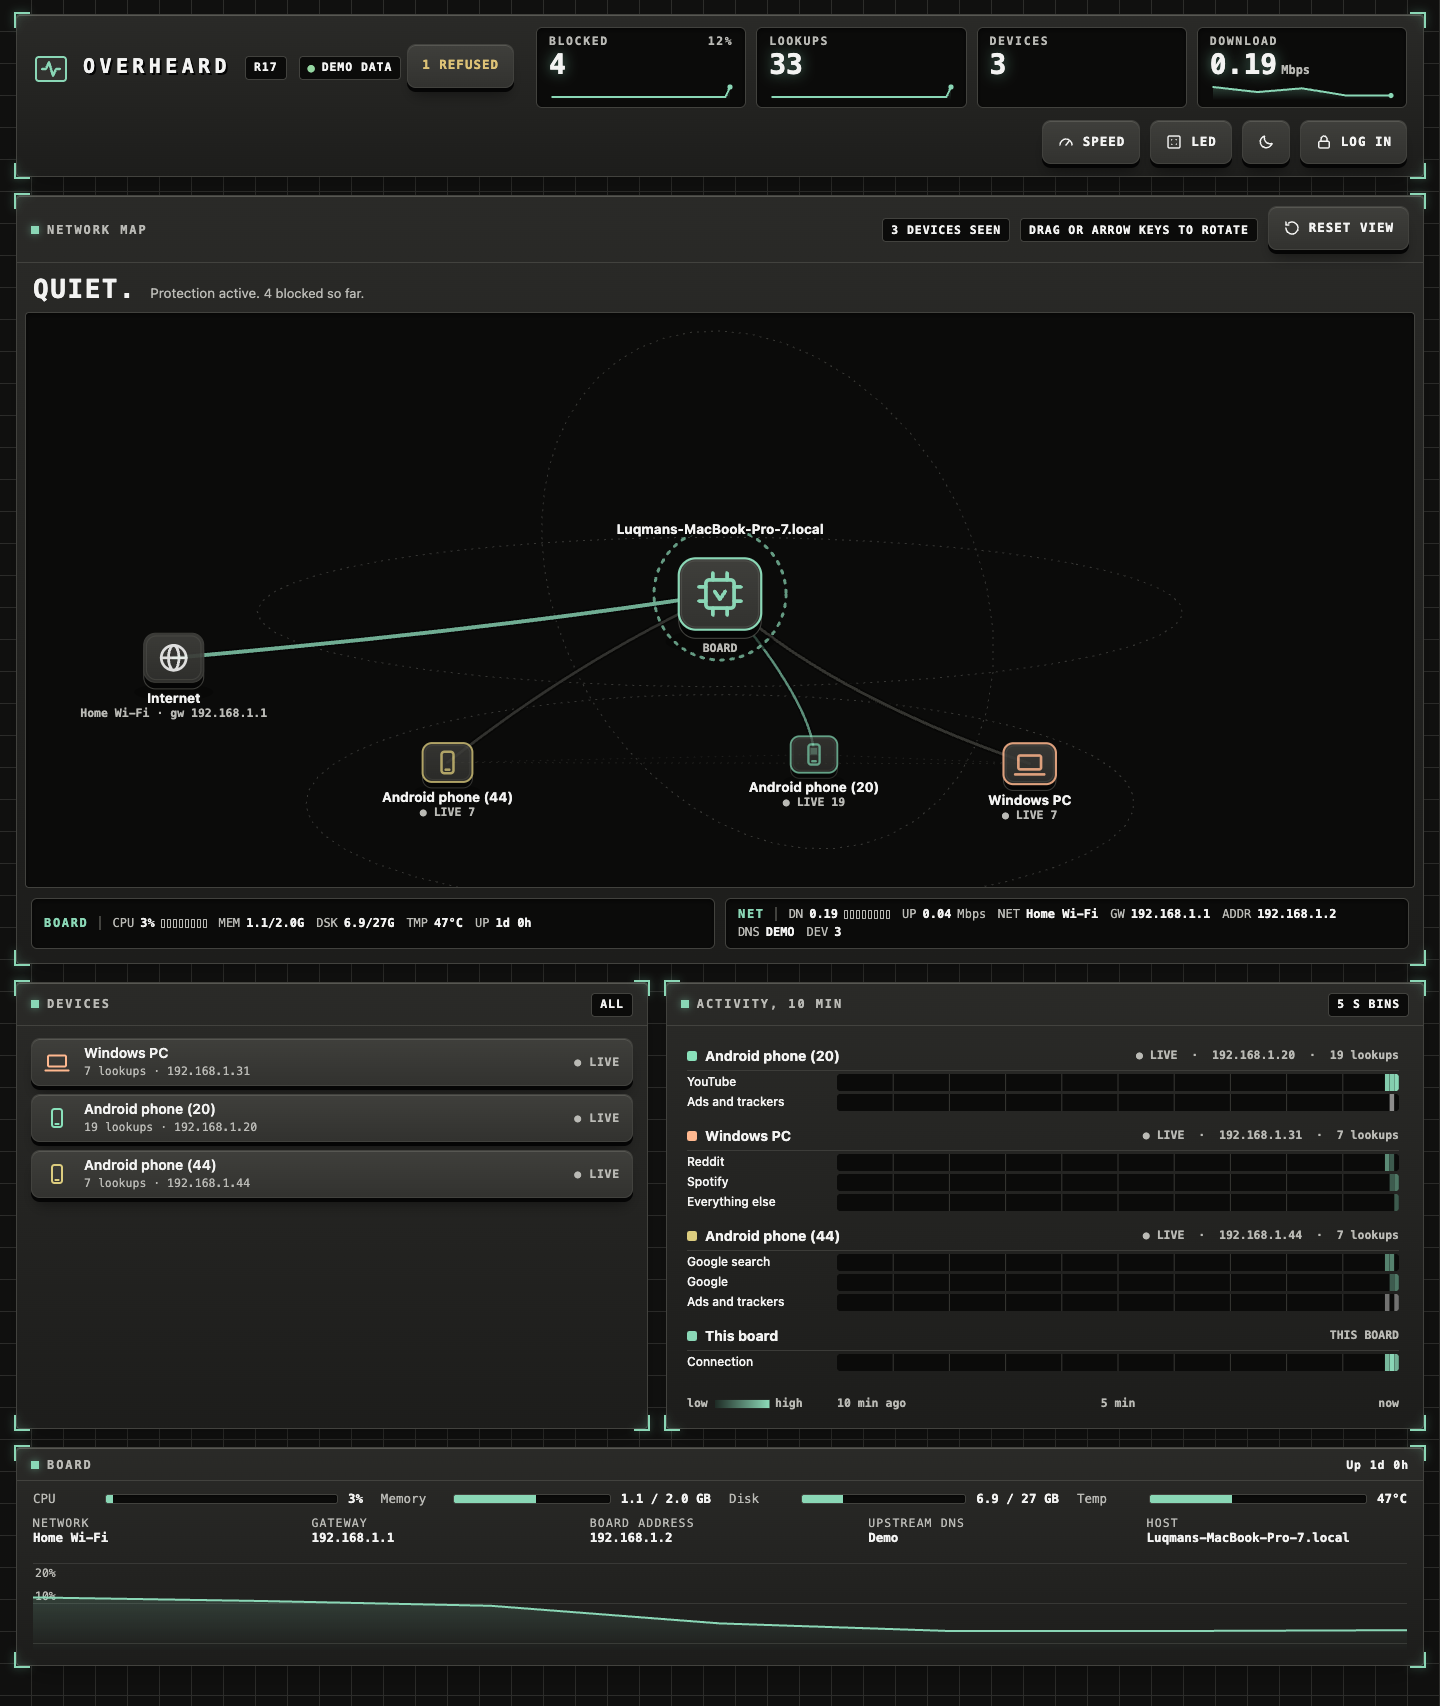 OVERHEARD
R17
● DEMO DATA
1 REFUSED
BLOCKED 12%
4
LOOKUPS
33
DEVICES
3
DOWNLOAD
0.19 Mbps
SPEED
LED
LOG IN
NETWORK MAP
3 DEVICES SEEN
DRAG OR ARROW KEYS TO ROTATE
RESET VIEW
QUIET. Protection active. 4 blocked so far.
Luqmans-MacBook-Pro-7.local
BOARD
Internet
Home Wi-Fi · gw 192.168.1.1
Android phone (44)
● LIVE 7
Android phone (20)
● LIVE 19
Windows PC
● LIVE 7
BOARD | CPU 3% MEM 1.1/2.0G DSK 6.9/27G TMP 47°C UP 1d 0h
NET | DN 0.19 UP 0.04 Mbps NET Home Wi-Fi GW 192.168.1.1 ADDR 192.168.1.2
DNS DEMO DEV 3
DEVICES
ALL
Windows PC
7 lookups · 192.168.1.31
● LIVE
Android phone (20)
19 lookups · 192.168.1.20
● LIVE
Android phone (44)
7 lookups · 192.168.1.44
● LIVE
ACTIVITY, 10 MIN
5 S BINS
Android phone (20) ● LIVE · 192.168.1.20 · 19 lookups
YouTube
Ads and trackers
Windows PC ● LIVE · 192.168.1.31 · 7 lookups
Reddit
Spotify
Everything else
Android phone (44) ● LIVE · 192.168.1.44 · 7 lookups
Google search
Google
Ads and trackers
This board THIS BOARD
Connection
low high 10 min ago 5 min now
BOARD Up 1d 0h
CPU 3% Memory 1.1 / 2.0 GB Disk 6.9 / 27 GB Temp 47°C
NETWORK GATEWAY BOARD ADDRESS UPSTREAM DNS HOST
Home Wi-Fi 192.168.1.1 192.168.1.2 Demo Luqmans-MacBook-Pro-7.local
20%
10%